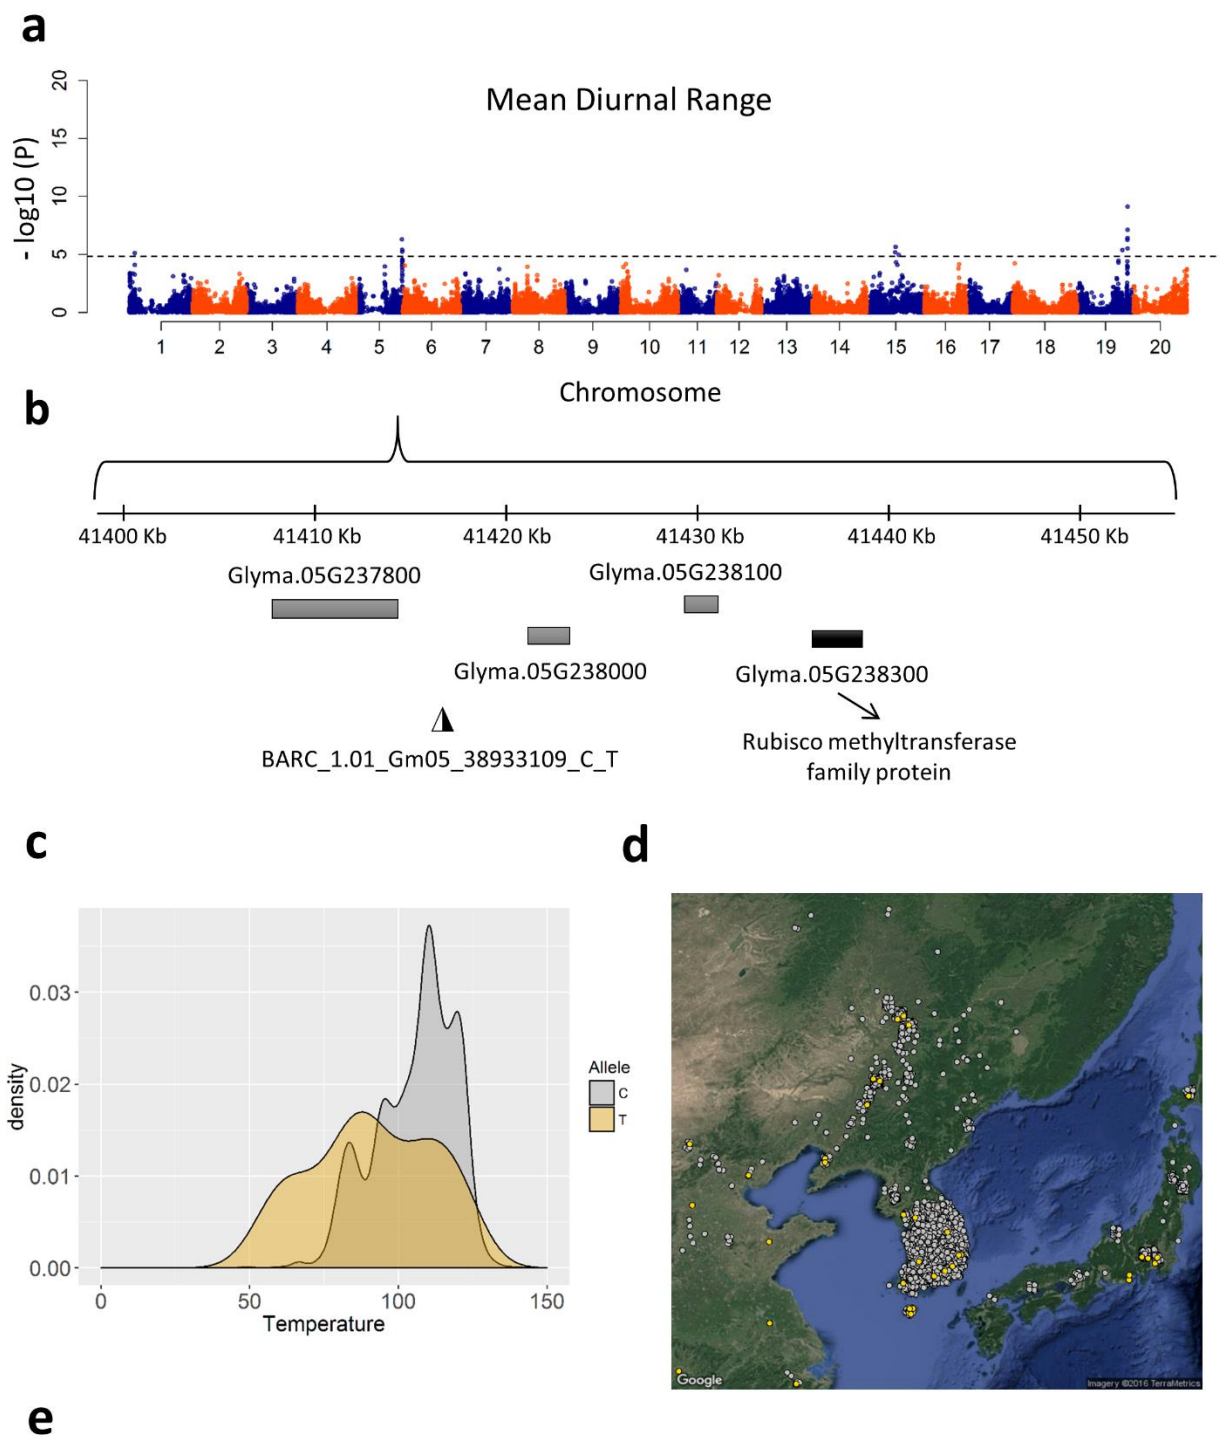 a
Mean Diurnal Range
20
15
10
5
0
- log10 (P)
1 2 3 4 5 6 7 8 9 10 11 12 13 14 15 16 17 18 19 20
Chromosome
b
41400 Kb 41410 Kb 41420 Kb 41430 Kb 41440 Kb 41450 Kb
Glyma.05G237800
Glyma.05G238100
Glyma.05G238000
Glyma.05G238300
BARC_1.01_Gm05_38933109_C_T
Rubisco methyltransferase
family protein
c
density
0.03
0.02
0.01
0.00
0 50 100 150
Temperature
Allele
C
T
d
Google
Imagery ©2016 TerraMetrics
e